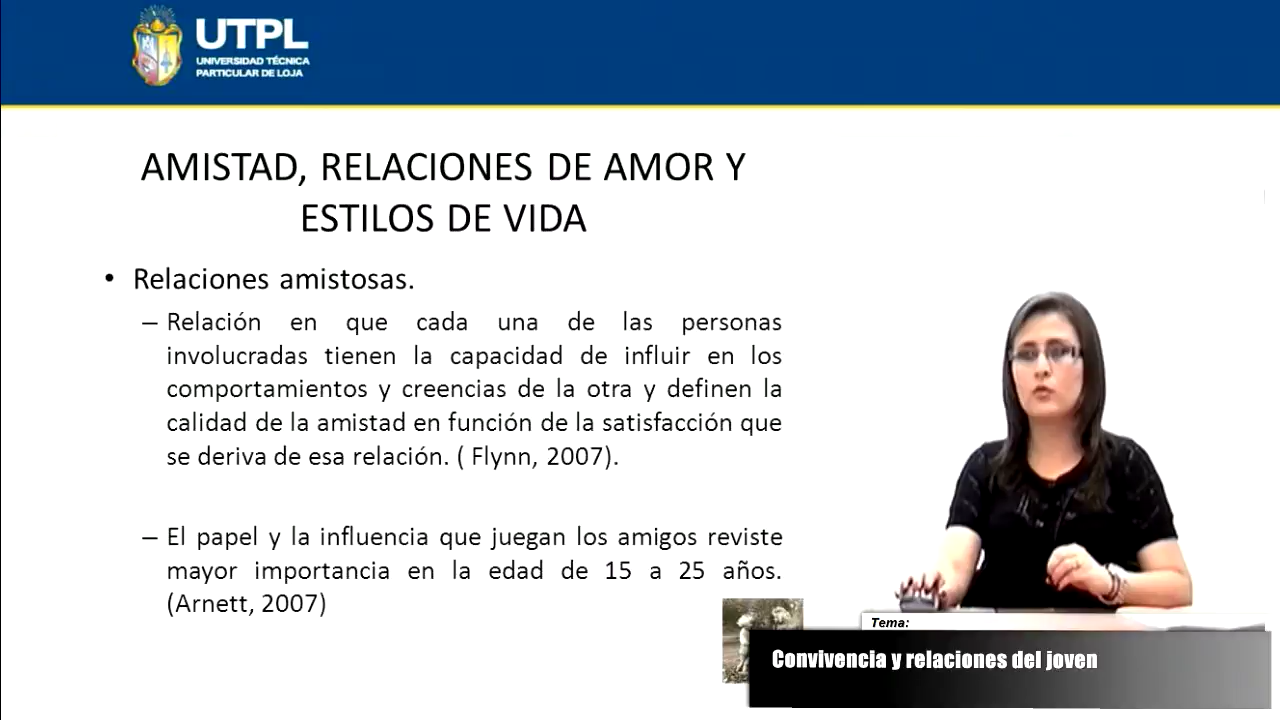 UTPL
UNIVERSIDAD TÉCNICA
PARTICULAR DE LOJA
AMISTAD, RELACIONES DE AMOR Y
ESTILOS DE VIDA
• Relaciones amistosas.
– Relación en que cada una de las personas
involucradas tienen la capacidad de influir en los
comportamientos y creencias de la otra y definen la
calidad de la amistad en función de la satisfacción que
se deriva de esa relación. ( Flynn, 2007).
– El papel y la influencia que juegan los amigos reviste
mayor importancia en la edad de 15 a 25 años.
(Arnett, 2007)
Tema:
Convivencia y relaciones del joven